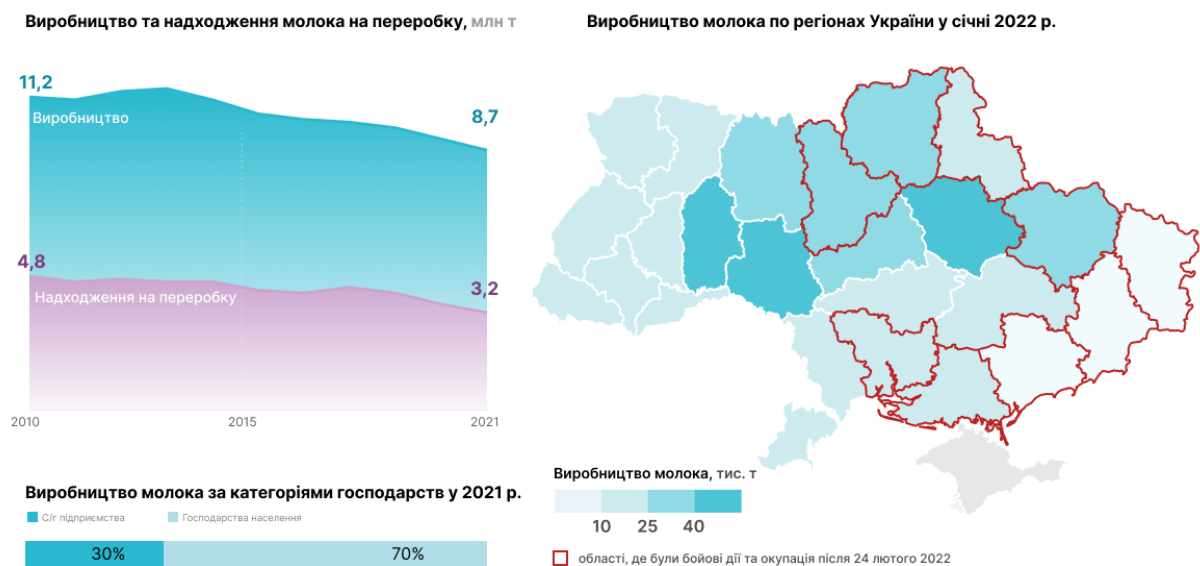 Виробництво та надходження молока на переробку, млн т
11,2
Виробництво
8,7
4,8
Надходження на переробку
3,2
2010
2015
2021
Виробництво молока за категоріями господарств у 2021 р.
С/г підприємства
Господарства населення
30%
70%
Виробництво молока по регіонах України у січні 2022 р.
Виробництво молока, тис. т
10
25
40
області, де були бойові дії та окупація після 24 лютого 2022